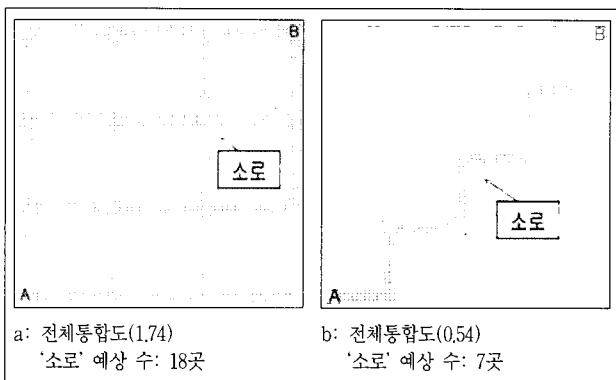 B
소로
A
a: 전체통합도(1.74)
'소로' 예상 수: 18곳
B
소로
A
b: 전체통합도(0.54)
'소로' 예상 수: 7곳